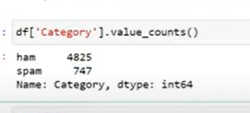 : df['Category'].value_counts()
: ham 4825
spam 747
Name: Category, dtype: int64